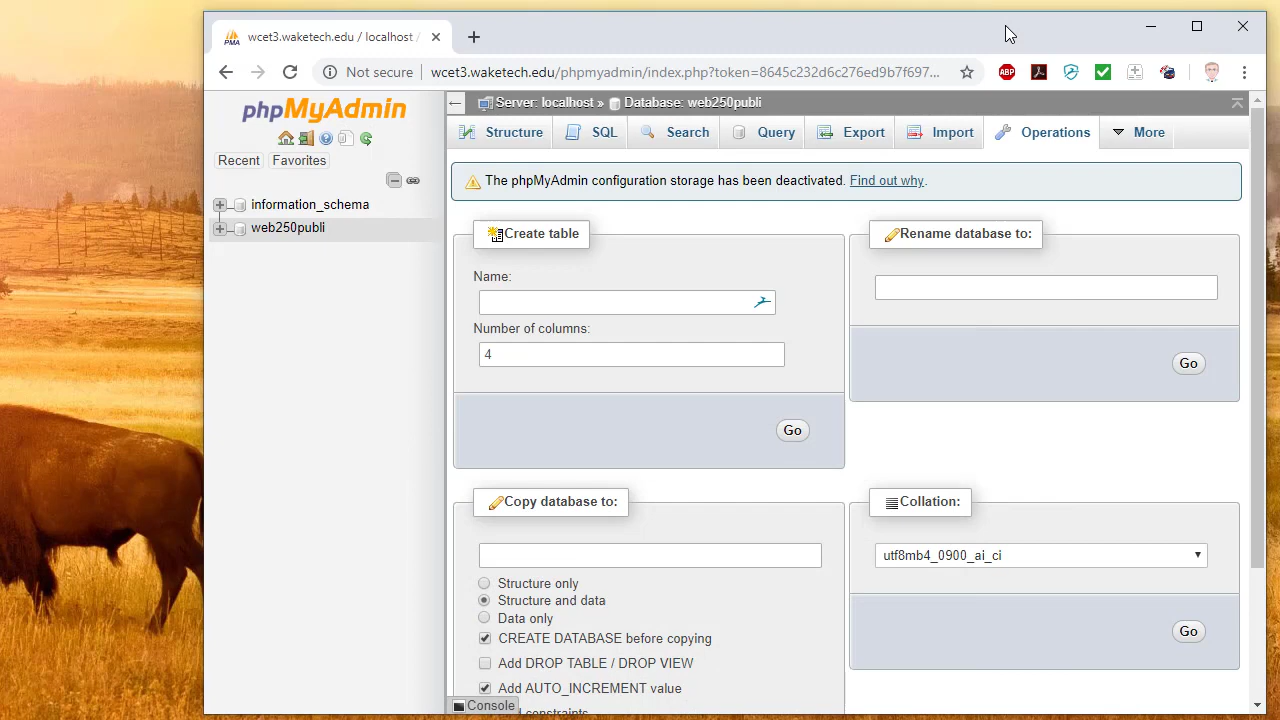 wcet3.waketech.edu / localhost /
PMA
Not secure
wcet3.waketech.edu/phpmyadmin/index.php?token=8645c232d6c276ed9b7f697...
ABP
phpMyAdmin
Recent
Favorites
information_schema
web250publi
Server: localhost » Database: web250publi
Structure
SQL
Search
Query
Export
Import
Operations
More
The phpMyAdmin configuration storage has been deactivated. Find out why.
Create table
Name:
Number of columns:
4
Go
Rename database to:
Go
Copy database to:
Structure only
Structure and data
Data only
CREATE DATABASE before copying
Add DROP TABLE / DROP VIEW
Add AUTO_INCREMENT value
Collation:
utf8mb4_0900_ai_ci
Go
Console